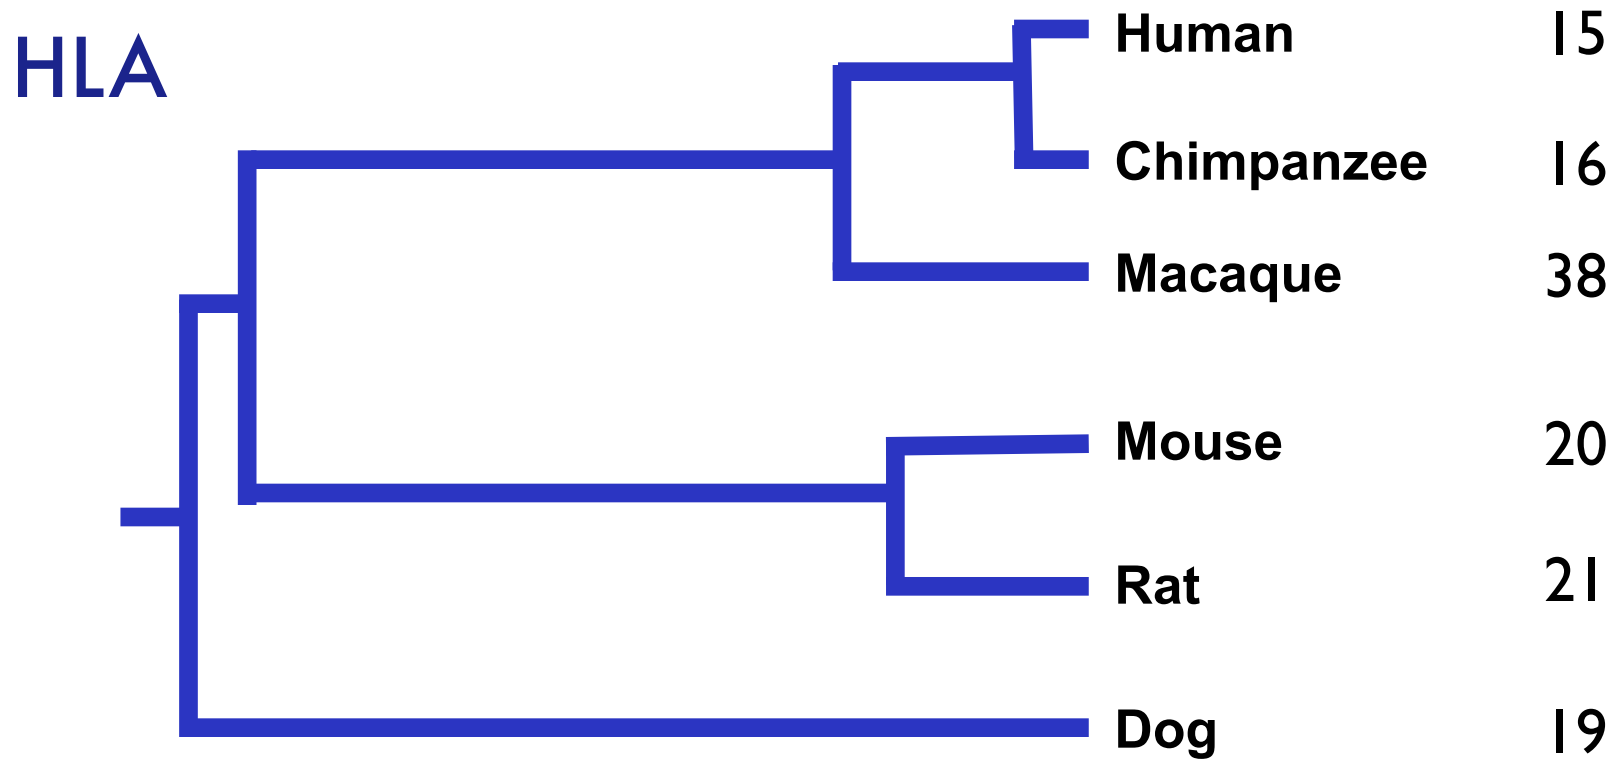 HLA
Human 15
Chimpanzee 16
Macaque 38
Mouse 20
Rat 21
Dog 19